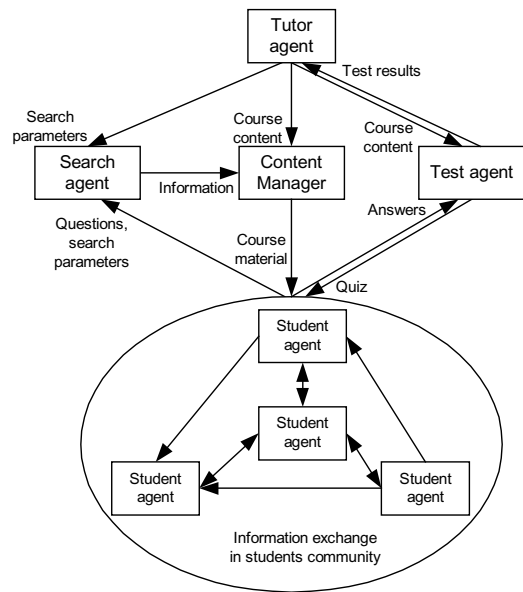 Tutor
agent
Test results
Search
parameters
Course
content
Course
content
Search
agent
Information
Content
Manager
Test agent
Questions,
search
parameters
Course
material
Answers
Quiz
Student
agent
Student
agent
Student
agent
Student
agent
Information exchange
in students community